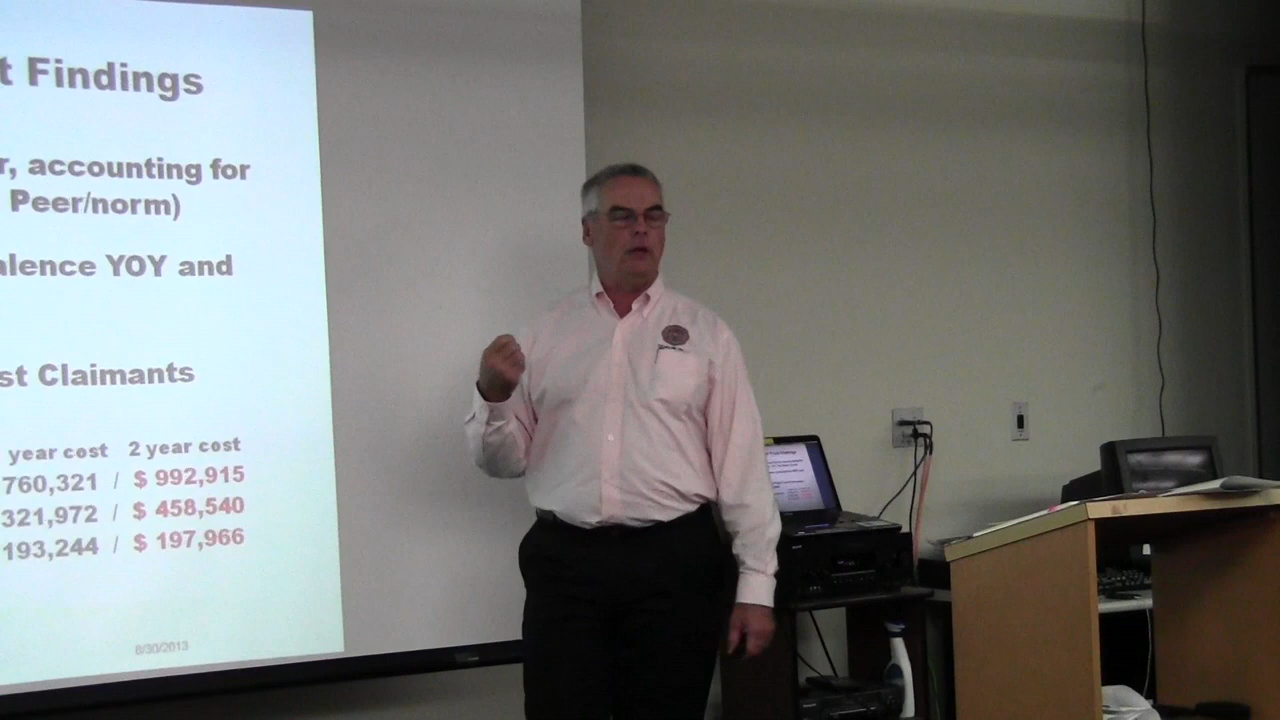 t Findings
r, accounting for
Peer/norm)
alence YOY and
st Claimants
year cost 2 year cost
760,321 / $ 992,915
321,972 / $ 458,540
193,244 / $ 197,966
8/30/2013